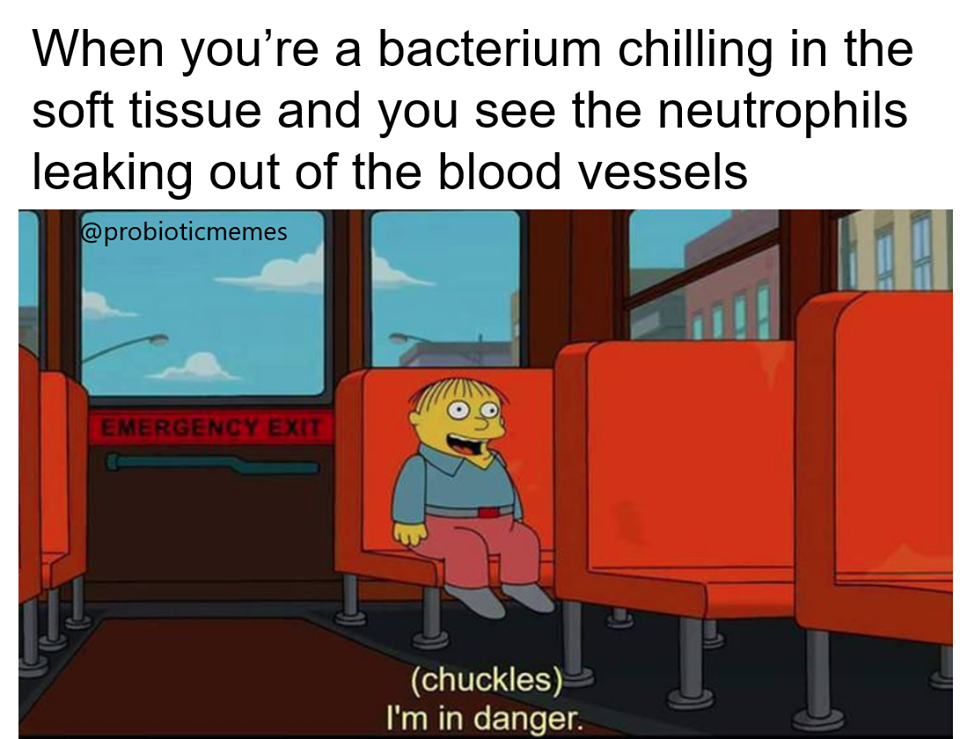 When you’re a bacterium chilling in the
soft tissue and you see the neutrophils
leaking out of the blood vessels
@probioticmemes
EMERGENCY EXIT
(chuckles)
I'm in danger.